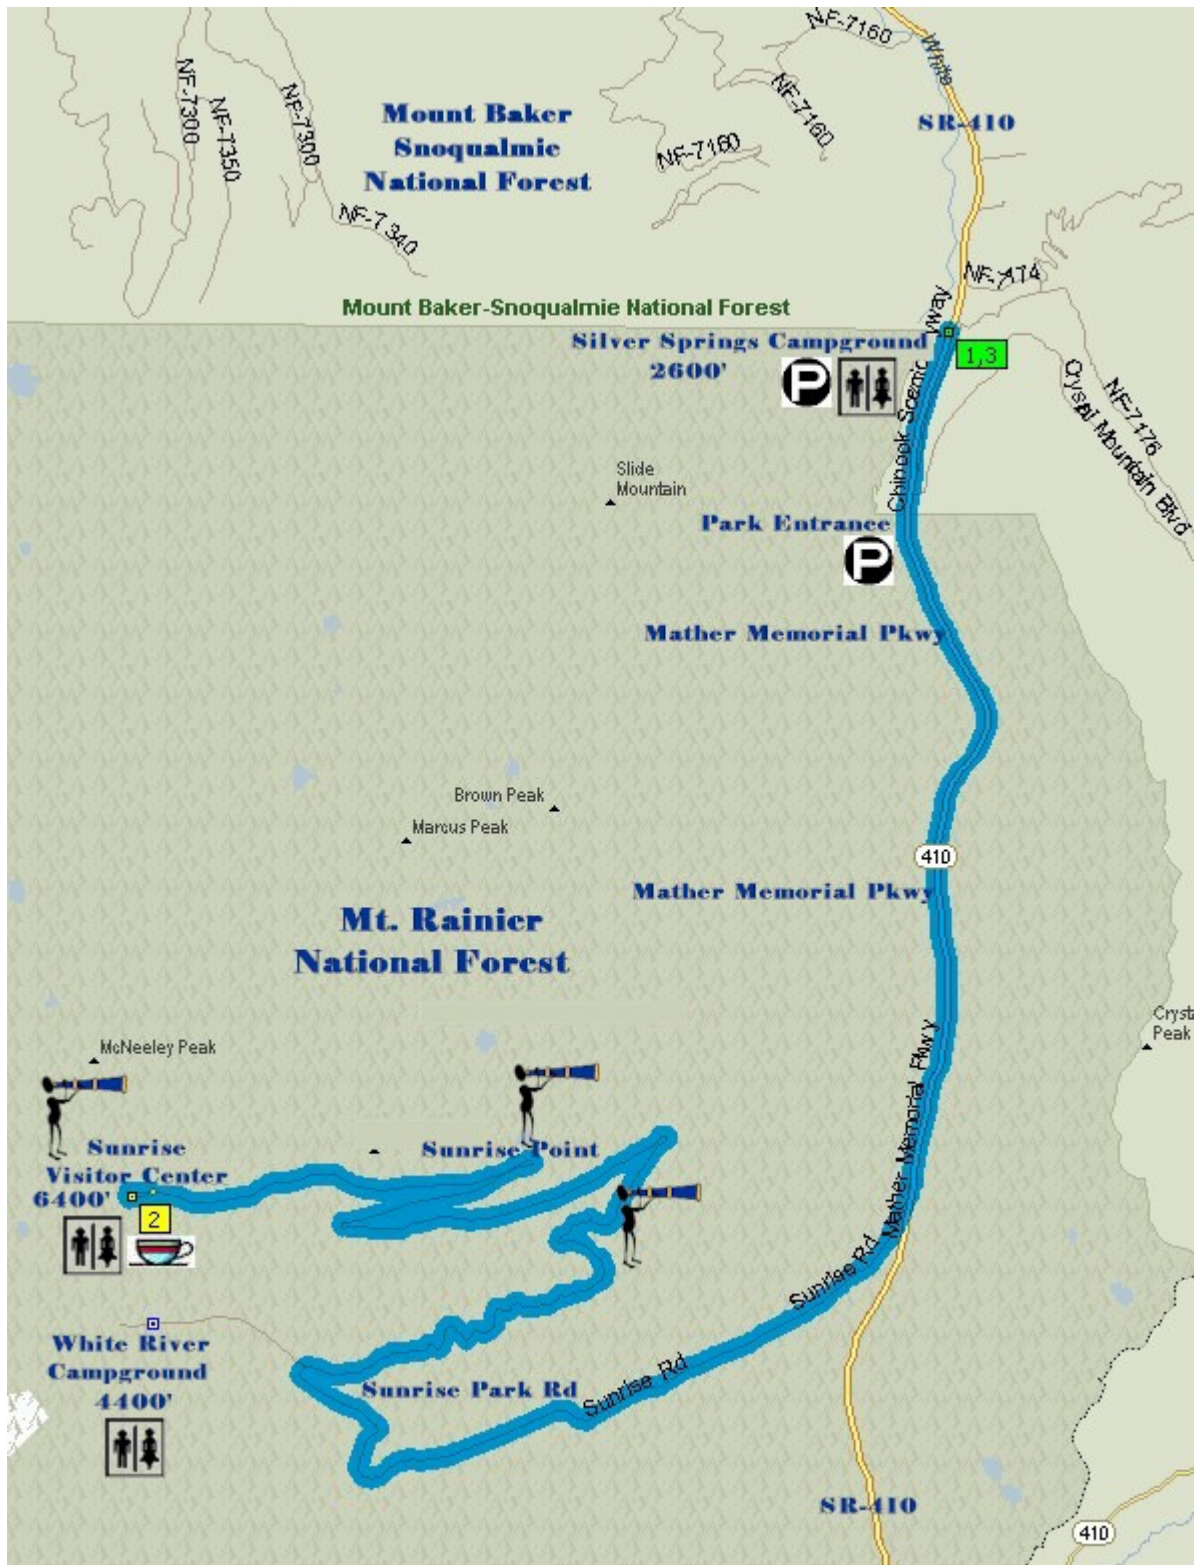 NF-7160
White
NF-7300
NF-7350
NF-7300
Mount Baker
Snoqualmie
National Forest
NF-7160
NF-7160
SR-410
NF-7340
NF-7174
Mount Baker-Snoqualmie National Forest
Silver Springs Campground
2600'
P
1,3
Chinook Scenic
yway
Crystal Mountain Blvd
NF-7176
Slide
Mountain
Park Entrance
P
Mather Memorial Pkwy
Brown Peak
Marcus Peak
410
Mather Memorial Pkwy
Mt. Rainier
National Forest
McNeeley Peak
Mather Memorial Pkwy
Cryst
Peak
Sunrise
Visitor Center
6400'
2
Sunrise Point
Sunrise Rd
White River
Campground
4400'
Sunrise Park Rd
Sunrise Rd
SR-410
410